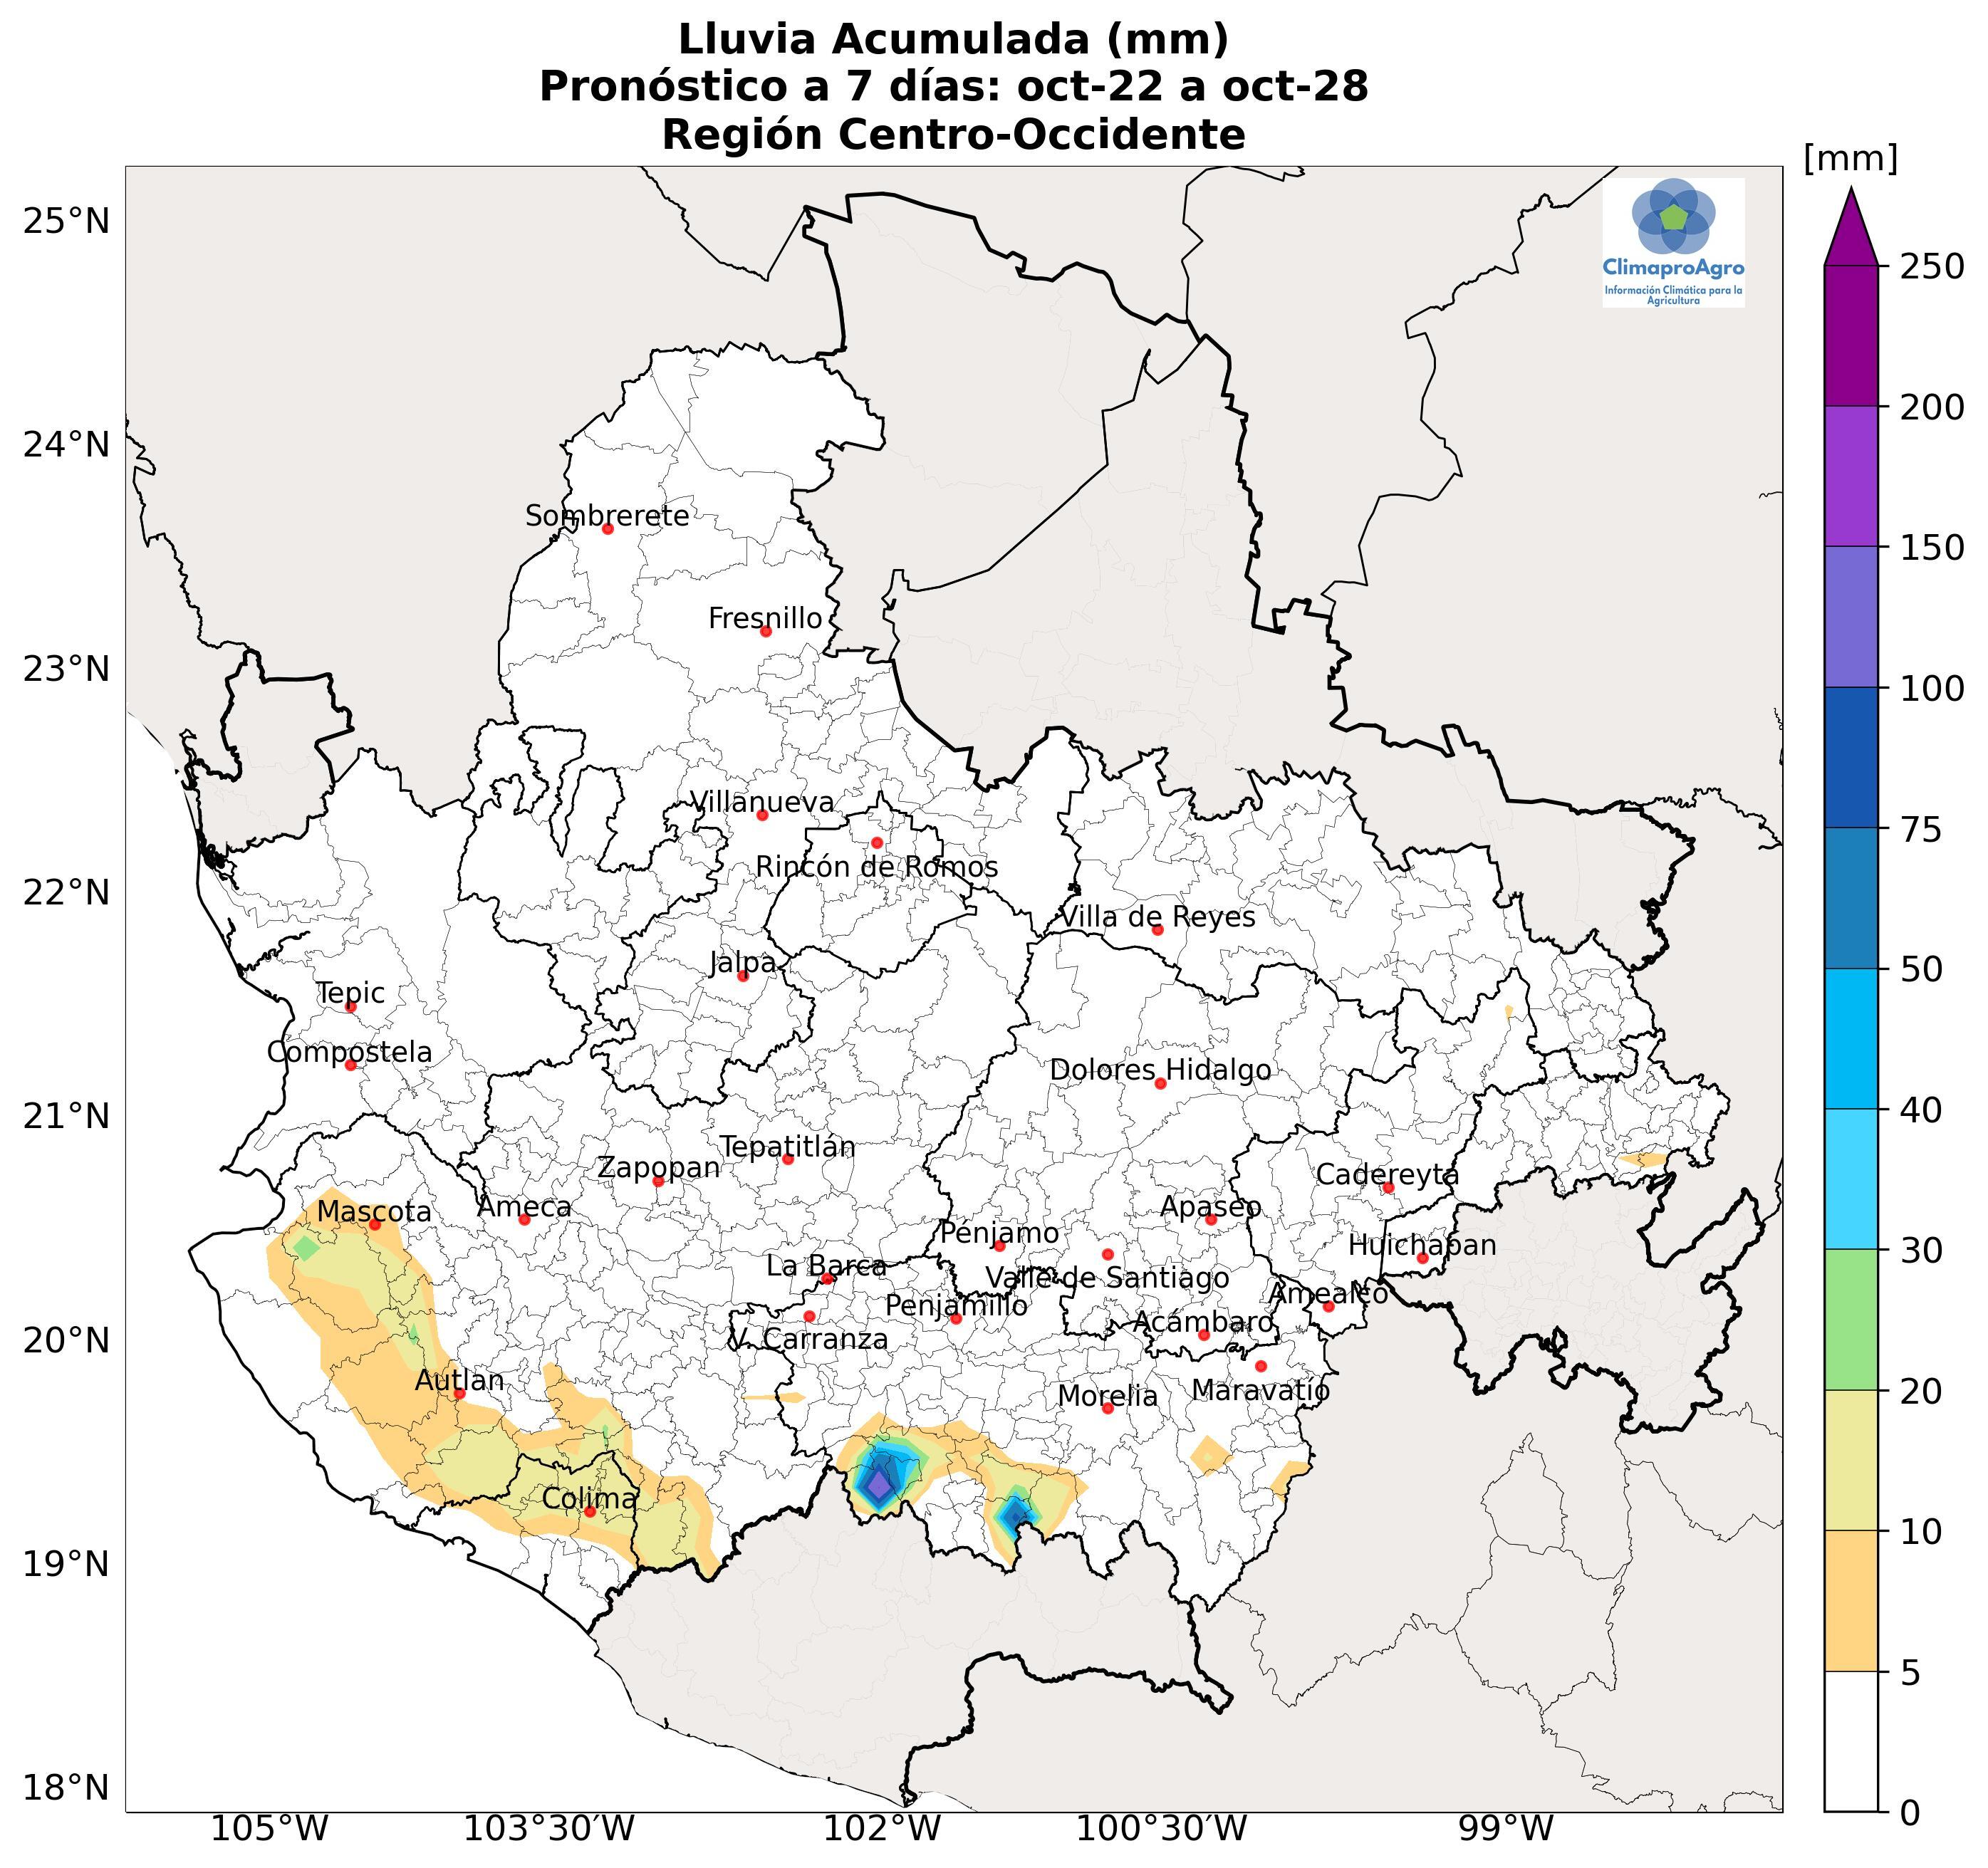 Lluvia Acumulada (mm)
Pronóstico a 7 días: oct-22 a oct-28
Región Centro-Occidente
[mm]
25°N
24°N
23°N
22°N
21°N
20°N
19°N
18°N
ClimaproAgro
Información Climática para la
Agricultura
Sombrerete
Fresnillo
Villanueva
Rincón de Romos
Villa de Reyes
Jalpa
Tepic
Compostela
Dolores Hidalgo
Tepatitlán
Zapopan
Cadereyta
Mascota
Ameca
Apaseo
Penjamo
Huichapan
La Barca
Valle de Santiago
Amealco
Penjamillo
Acámbaro
V. Carranza
Autlan
Morelia
Maravatío
Colima
250
200
150
100
75
50
40
30
20
10
5
0
105°W
103°30'W
102°W
100°30'W
99°W